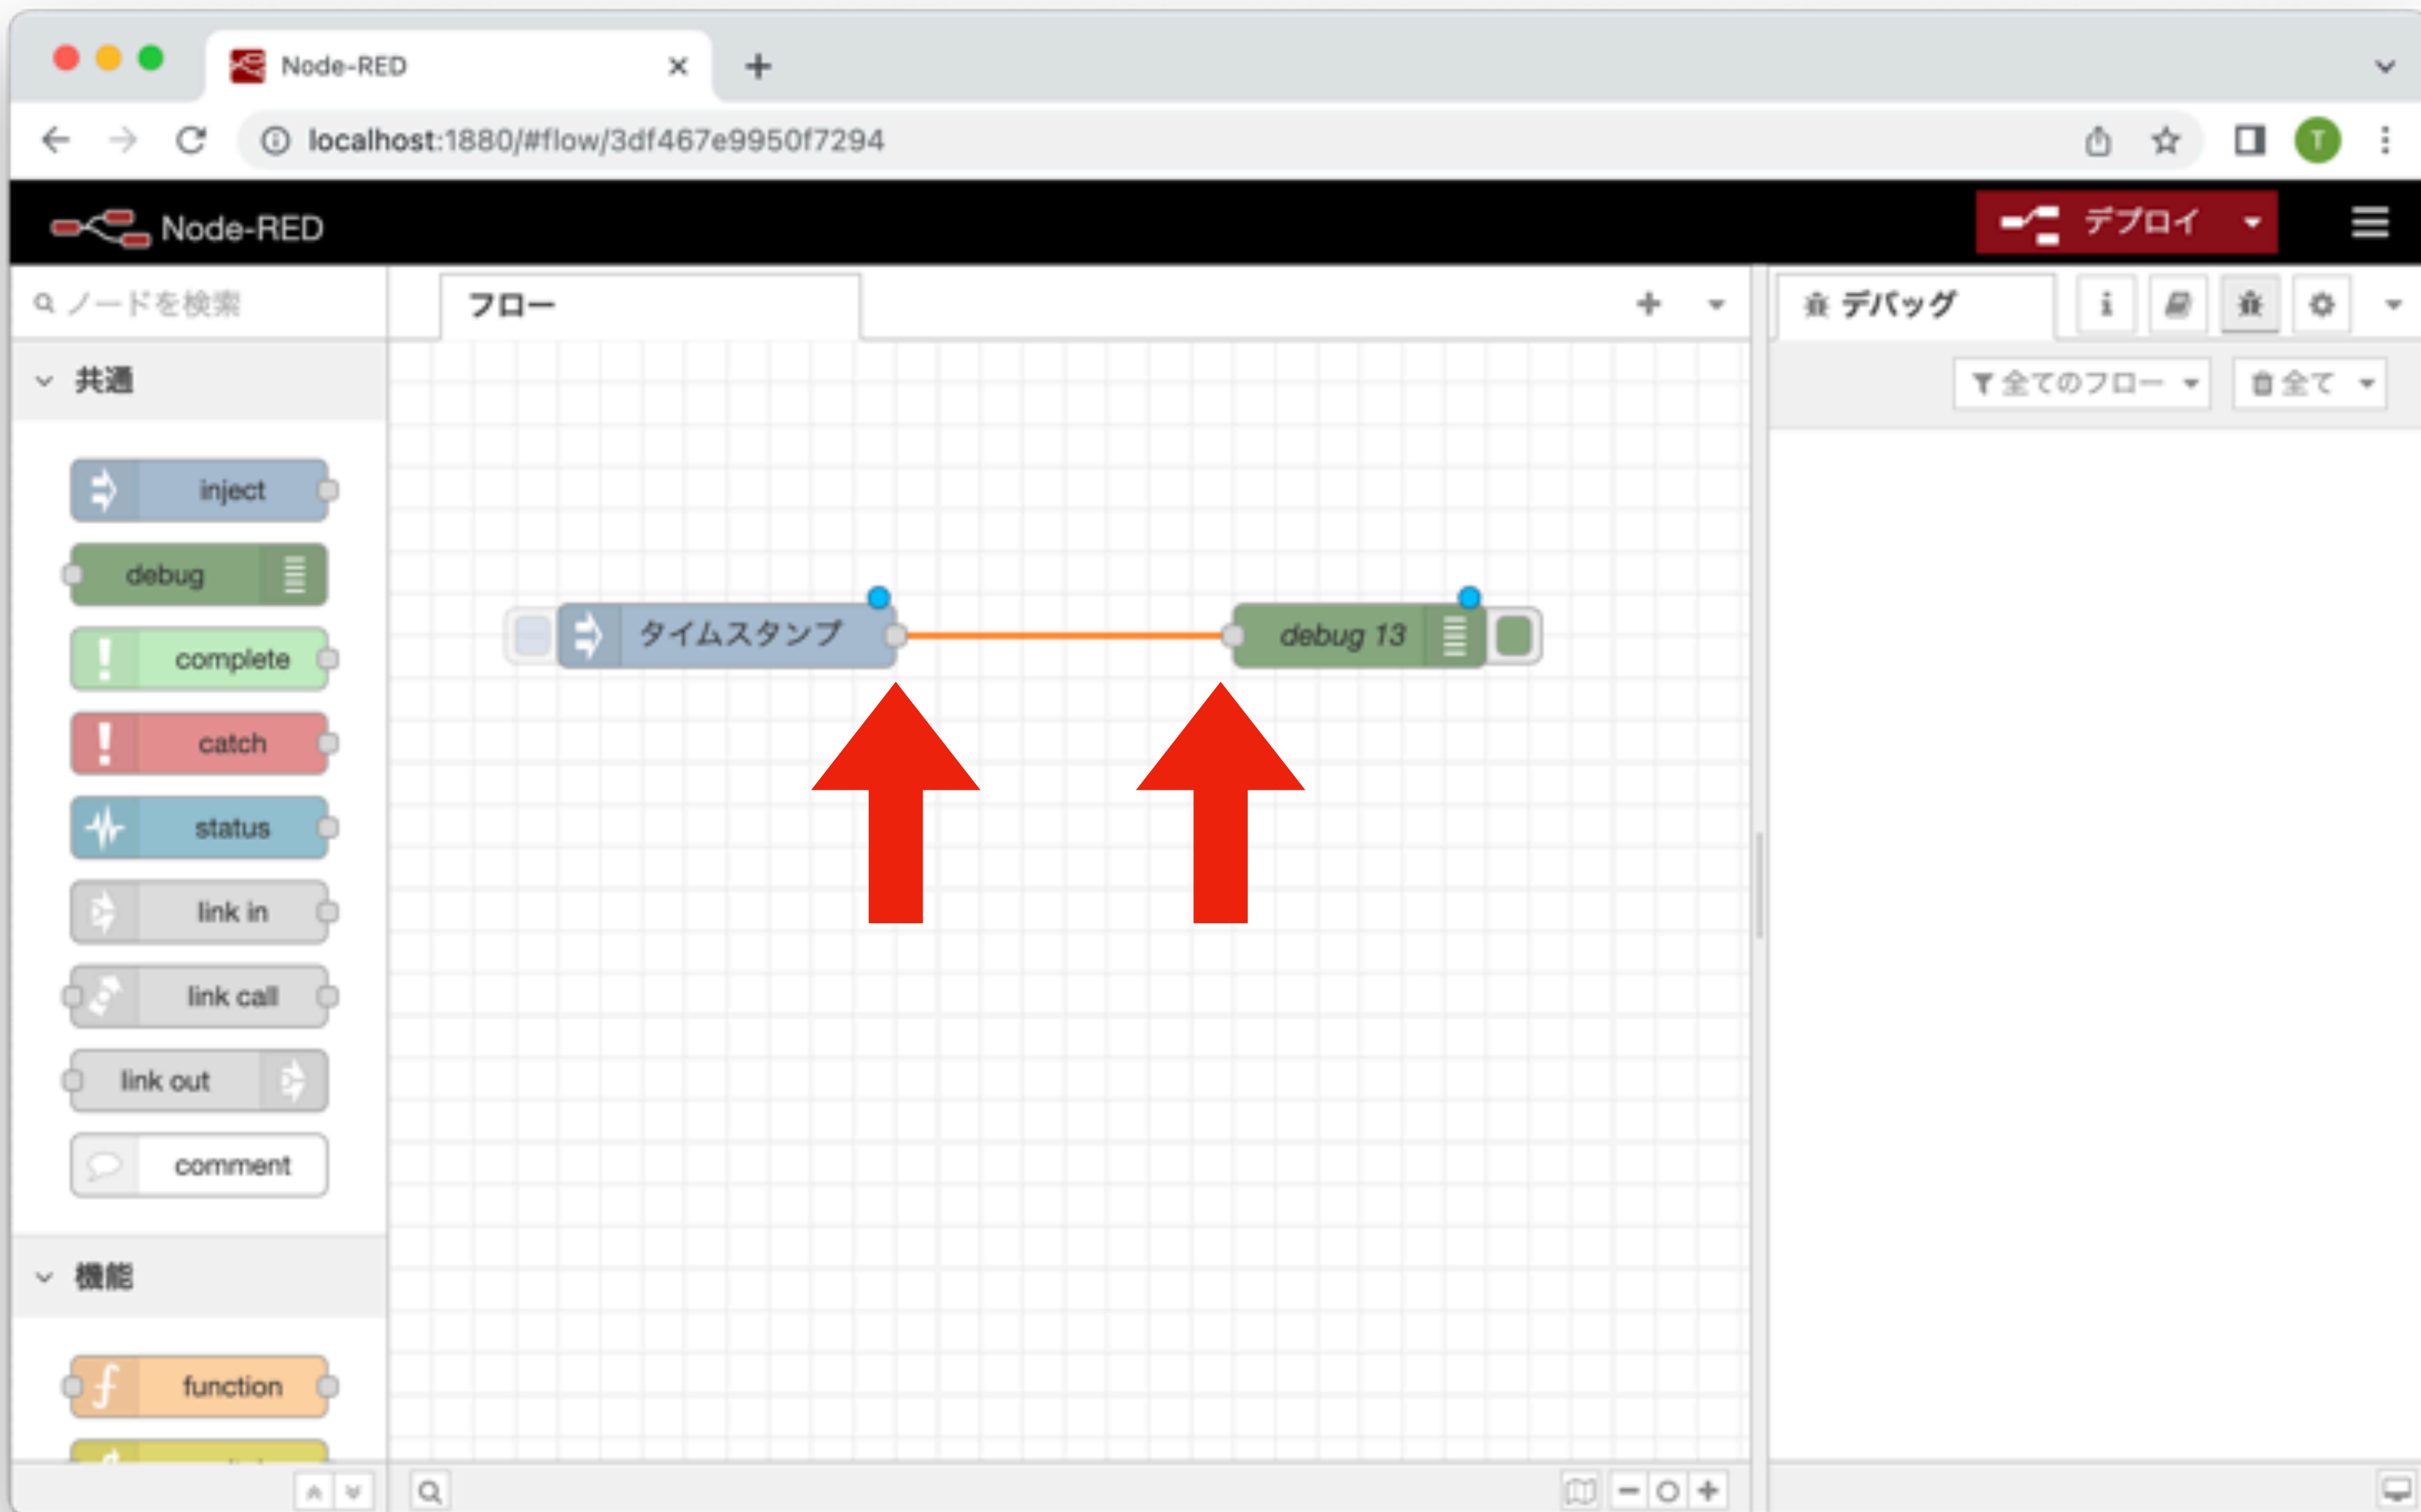 Node-RED
localhost:1880/#flow/3df467e9950f7294
T
Node-RED
デプロイ
ノードを検索
フロー
デバッグ
共通
全てのフロー
全て
inject
debug
complete
catch
status
link in
link call
link out
comment
タイムスタンプ
debug 13
機能
function